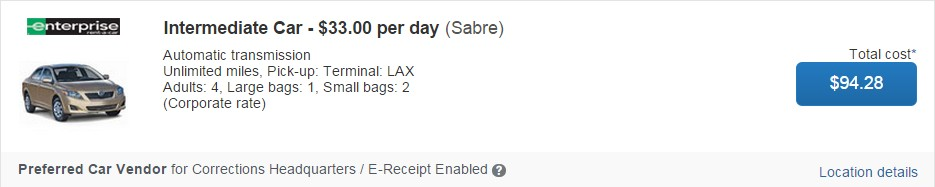 enterprise
rent-a-car
Intermediate Car - $33.00 per day (Sabre)
Automatic transmission
Unlimited miles, Pick-up: Terminal: LAX
Adults: 4, Large bags: 1, Small bags: 2
(Corporate rate)
Total cost*
$94.28
Preferred Car Vendor for Corrections Headquarters / E-Receipt Enabled ?
Location details